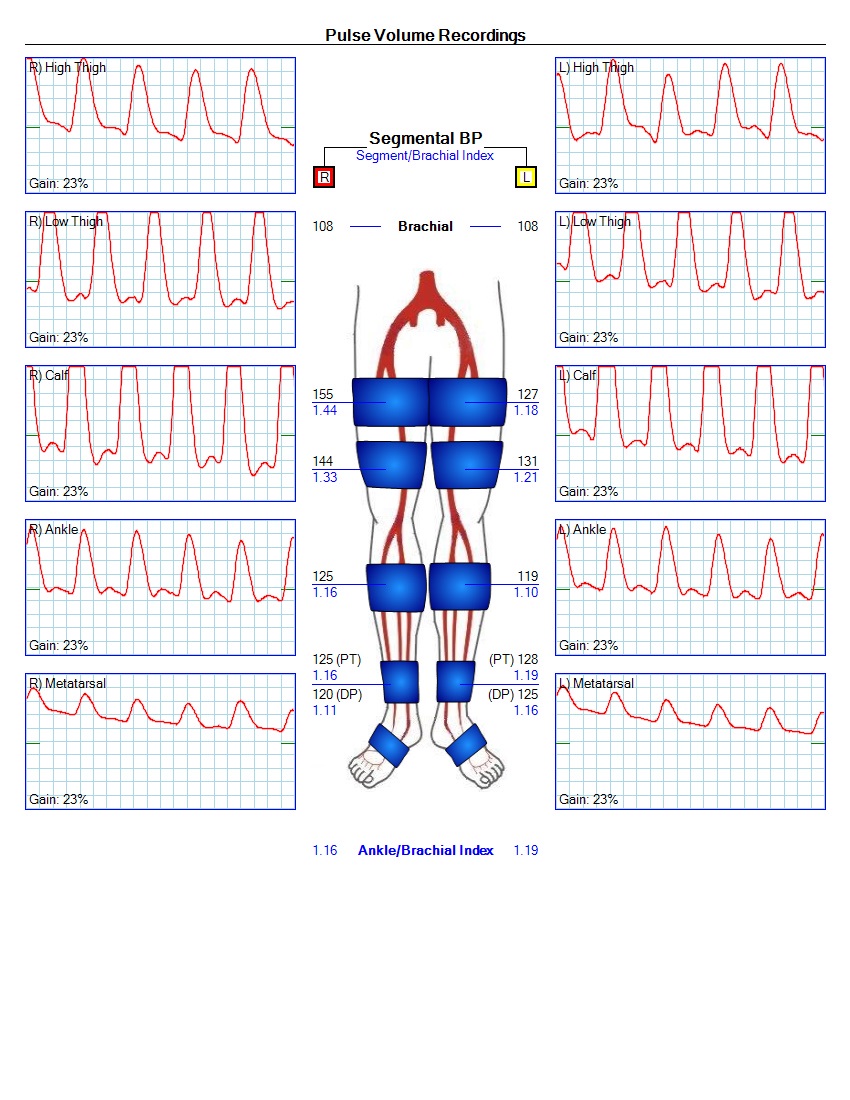 Pulse Volume Recordings
R) High Thigh
Gain: 23%
L) High Thigh
Gain: 23%
Segmental BP
Segment/Brachial Index
R
L
108 Brachial 108
R) Low Thigh
Gain: 23%
L) Low Thigh
Gain: 23%
R) Calf
Gain: 23%
L) Calf
Gain: 23%
155 127
1.44 1.18
144 131
1.33 1.21
R) Ankle
Gain: 23%
L) Ankle
Gain: 23%
125 119
1.16 1.10
125 (PT) (PT) 128
1.16 1.19
120 (DP) (DP) 125
1.11 1.16
R) Metatarsal
Gain: 23%
L) Metatarsal
Gain: 23%
1.16 Ankle/Brachial Index 1.19